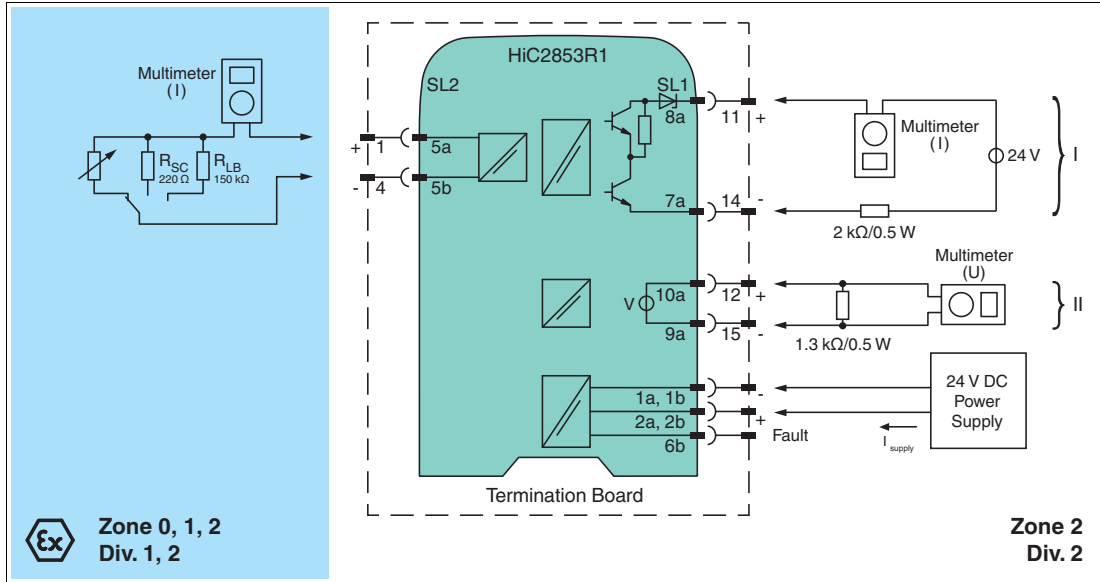 HiC2853R1
SL2
SL1
Multimeter
(I)
R_SC
220 Ω
R_LB
150 kΩ
+
1
5a
-
4
5b
8a
11
+
7a
14
-
Multimeter
(I)
24 V
I
2 kΩ/0.5 W
V
10a
12
+
9a
15
-
Multimeter
(U)
II
1.3 kΩ/0.5 W
1a, 1b
-
2a, 2b
+
6b
Fault
24 V DC
Power
Supply
I supply
Termination Board
Ex
Zone 0, 1, 2
Div. 1, 2
Zone 2
Div. 2